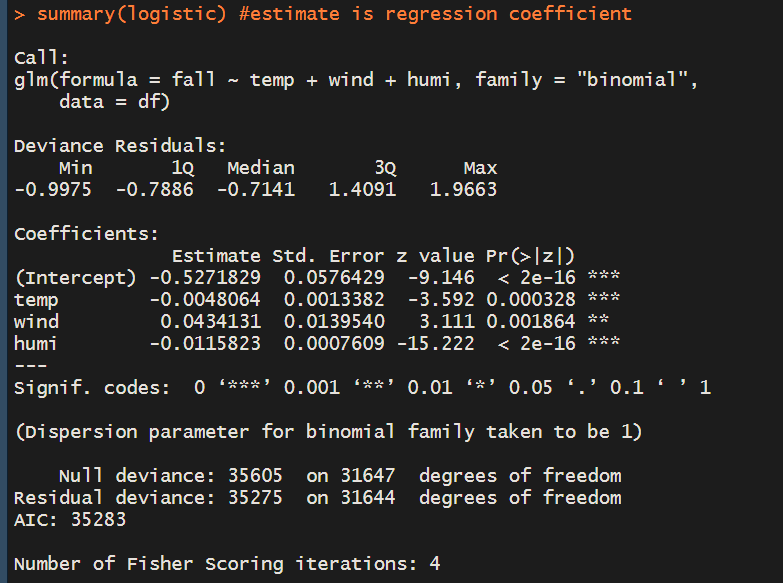 > summary(logistic) #estimate is regression coefficient
Call:
glm(formula = fall ~ temp + wind + humi, family = "binomial",
    data = df)
Deviance Residuals:
    Min       1Q   Median       3Q      Max
-0.9975  -0.7886  -0.7141   1.4091   1.9663
Coefficients:
              Estimate Std. Error z value Pr(>|z|)
(Intercept) -0.5271829  0.0576429  -9.146  < 2e-16 ***
temp        -0.0048064  0.0013382  -3.592 0.000328 ***
wind         0.0434131  0.0139540   3.111 0.001864 **
humi        -0.0115823  0.0007609 -15.222  < 2e-16 ***
---
Signif. codes:  0 ‘***’ 0.001 ‘**’ 0.01 ‘*’ 0.05 ‘.’ 0.1 ‘ ’ 1
(Dispersion parameter for binomial family taken to be 1)
    Null deviance: 35605  on 31647  degrees of freedom
Residual deviance: 35275  on 31644  degrees of freedom
AIC: 35283
Number of Fisher Scoring iterations: 4